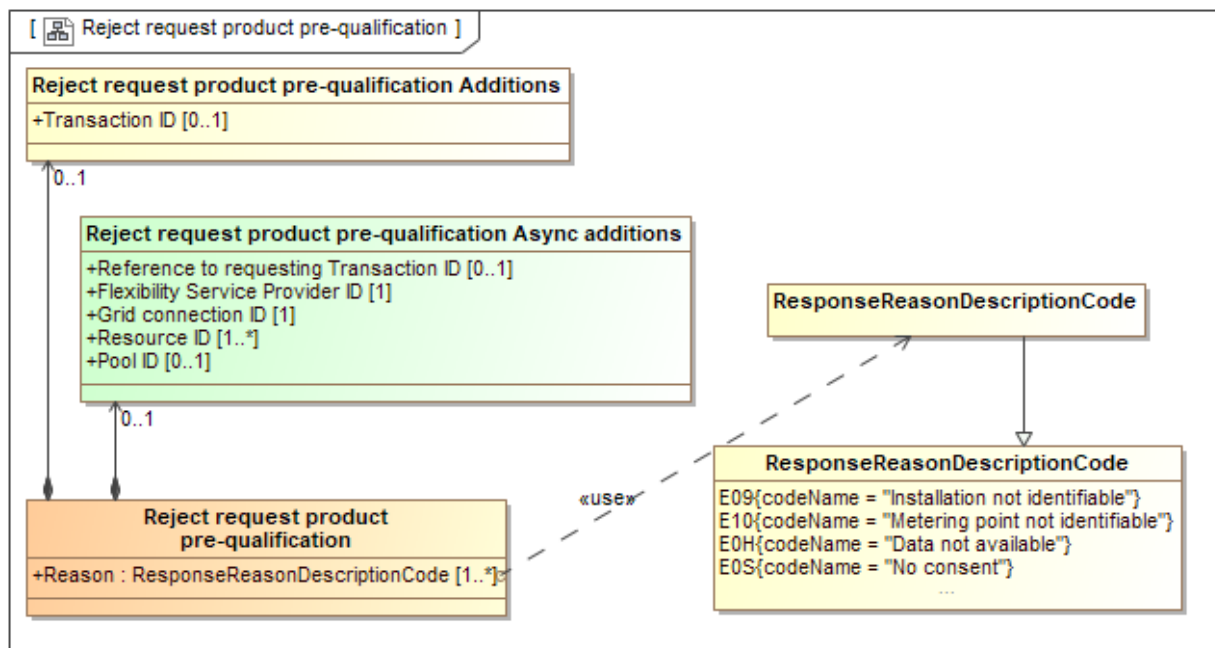 [ Reject request product pre-qualification ]
Reject request product pre-qualification Additions
+Transaction ID [0..1]
0..1
Reject request product pre-qualification Async additions
+Reference to requesting Transaction ID [0..1]
+Flexibility Service Provider ID [1]
+Grid connection ID [1]
+Resource ID [1..*]
+Pool ID [0..1]
0..1
ResponseReasonDescriptionCode
«use»
ResponseReasonDescriptionCode
E09{codeName = "Installation not identifiable"}
E10{codeName = "Metering point not identifiable"}
E0H{codeName = "Data not available"}
E0S{codeName = "No consent"}
...
Reject request product
pre-qualification
+Reason : ResponseReasonDescriptionCode [1..*]